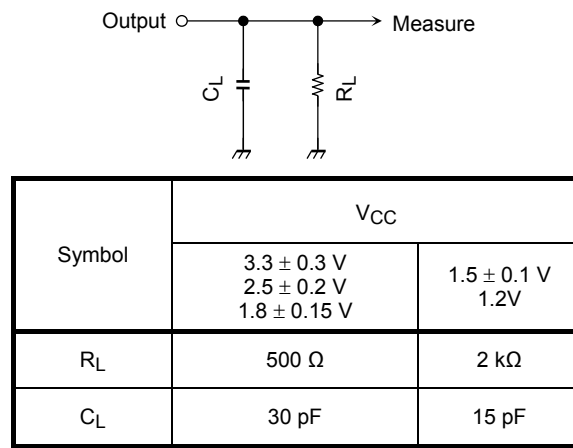 Output
Measure
CL
RL
Symbol
VCC
3.3 ± 0.3 V
2.5 ± 0.2 V
1.8 ± 0.15 V
1.5 ± 0.1 V
1.2V
RL
500 Ω
2 kΩ
CL
30 pF
15 pF